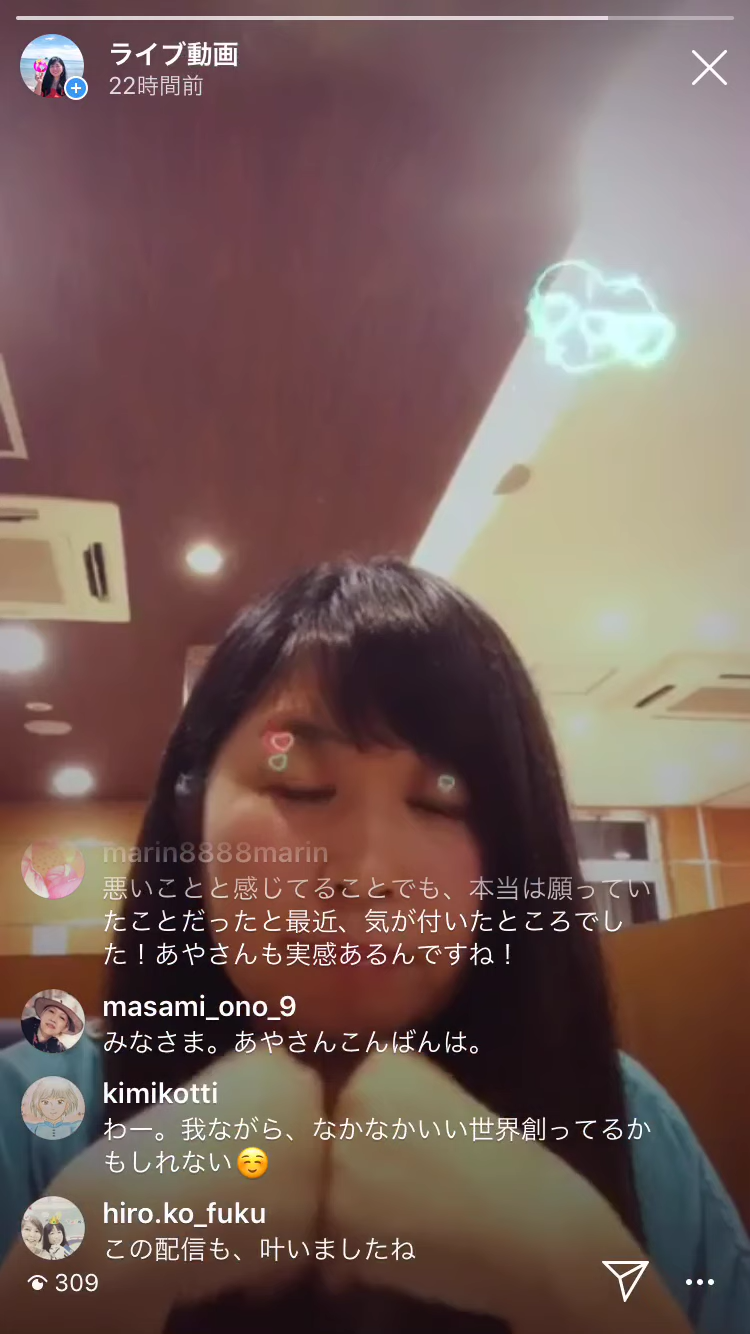 ライブ動画
22時間前
marin8888marin
悪いことと感じてることでも、本当は願ってい
たことだったと最近、気が付いたところでし
た！あやさんも実感あるんですね！
masami_ono_9
みなさま。あやさんこんばんは。
kimikotti
わー。我ながら、なかなかいい世界創ってるか
もしれない☺️
hiro.ko_fuku
この配信も、叶いましたね
309